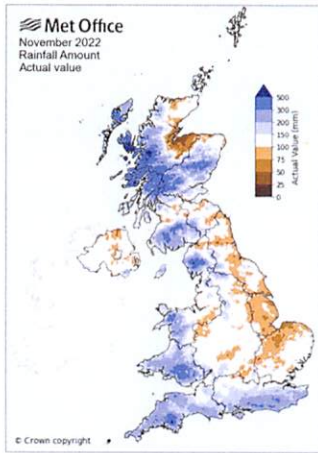 Met Office
November 2022
Rainfall Amount
Actual value
500
300
200
150
100
75
50
25
0
Actual Value (mm)
© Crown copyright